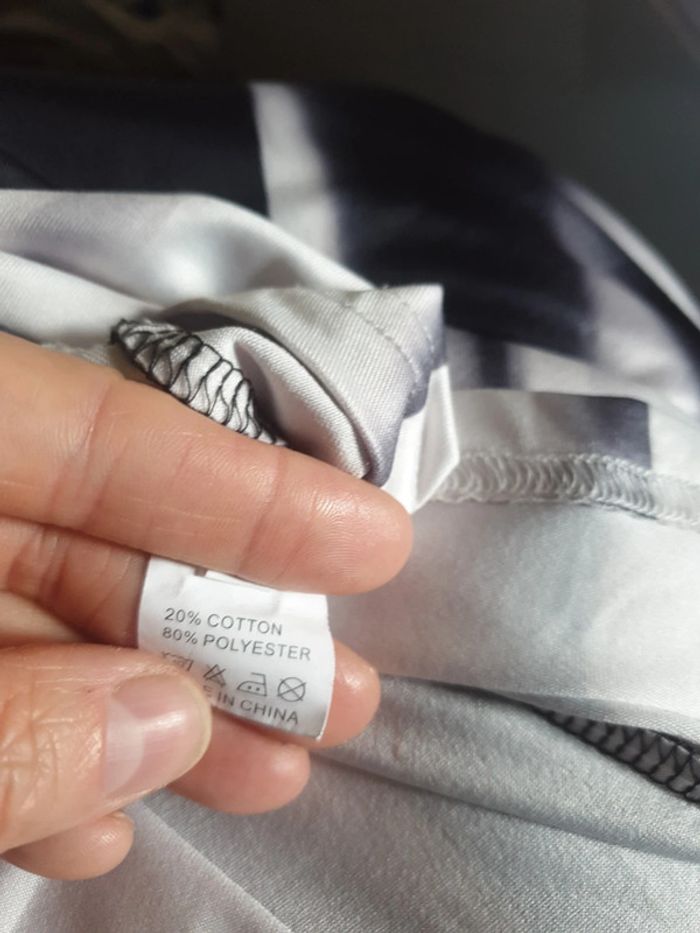 20% COTTON
80% POLYESTER
IN CHINA